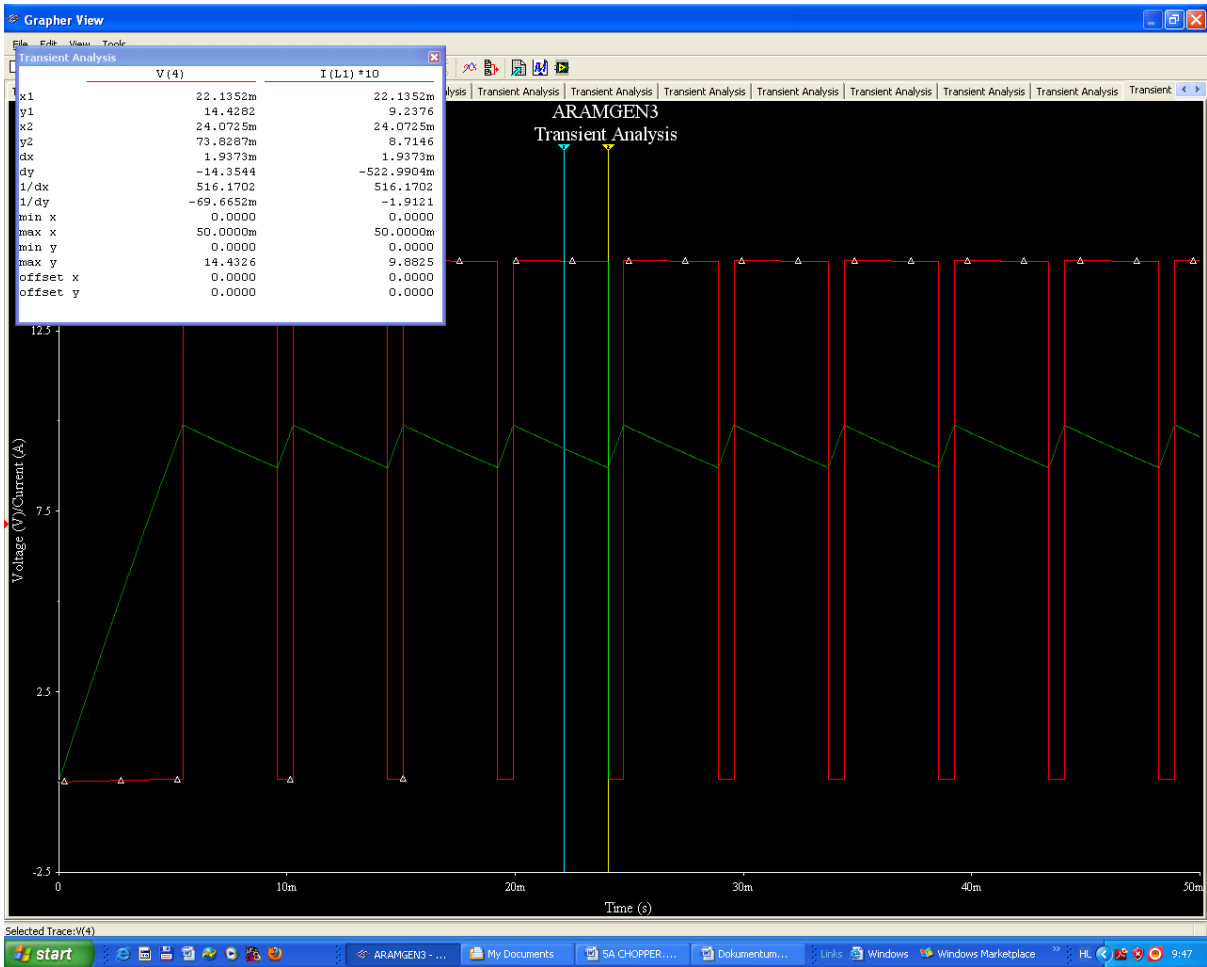 Grapher View
File Edit View Tools
Transient Analysis
V(4) I(L1)*10
x1 22.1352m 22.1352m
y1 14.4282 9.2376
x2 24.0725m 24.0725m
y2 73.8287m 8.7146
dx 1.9373m 1.9373m
dy -14.3544 -522.9904m
1/dx 516.1702 516.1702
1/dy -69.6652m -1.9121
min x 0.0000 0.0000
max x 50.0000m 50.0000m
min y 0.0000 0.0000
max y 14.4326 9.8825
offset x 0.0000 0.0000
offset y 0.0000 0.0000
Transient Analysis Transient Analysis Transient Analysis Transient Analysis Transient Analysis Transient Analysis Transient Analysis Transient
ARAMGEN3
Transient Analysis
12.5
7.5
2.5
-2.5
Voltage (V)/Current (A)
0 10m 20m 30m 40m 50m
Time (s)
Selected Trace:V(4)
start ARAMGEN3 - ... My Documents 5A CHOPPER.... Dokumentum... Links Windows Windows Marketplace » HL 9:47